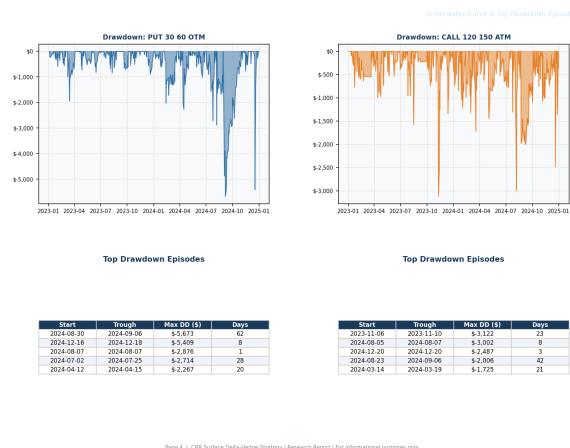 Underwater Curve & Top Drawdown Episod
Drawdown: PUT 30 60 OTM
$0
$-1,000
$-2,000
$-3,000
$-4,000
$-5,000
2023-01 2023-04 2023-07 2023-10 2024-01 2024-04 2024-07 2024-10 2025-01
Drawdown: CALL 120 150 ATM
$0
$-500
$-1,000
$-1,500
$-2,000
$-2,500
$-3,000
2023-01 2023-04 2023-07 2023-10 2024-01 2024-04 2024-07 2024-10 2025-01
Top Drawdown Episodes
Start Trough Max DD ($) Days
2024-08-30 2024-09-06 $-5,673 62
2024-12-16 2024-12-18 $-5,409 8
2024-08-07 2024-08-07 $-2,876 1
2024-07-02 2024-07-25 $-2,714 28
2024-04-12 2024-04-15 $-2,267 20
Top Drawdown Episodes
Start Trough Max DD ($) Days
2023-11-06 2023-11-10 $-3,122 23
2024-08-05 2024-08-07 $-3,002 8
2024-12-20 2024-12-20 $-2,487 3
2024-08-23 2024-09-06 $-2,006 42
2024-03-14 2024-03-19 $-1,725 21
Page 4 | Surface Delta-Hedge Strategy | Research Report | For informational purposes only